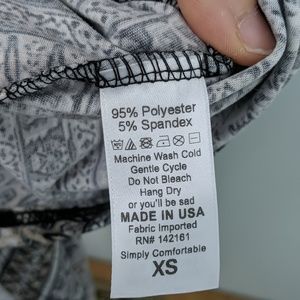 95% Polyester
5% Spandex
Machine Wash Cold
Gentle Cycle
Do Not Bleach
Hang Dry
or you'll be sad
MADE IN USA
Fabric Imported
RN# 142161
Simply Comfortable
XS